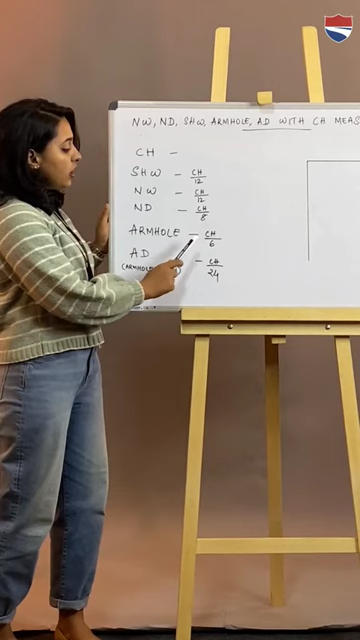 NW, ND, SHW, ARMHOLE, AD WITH CH MEAS
CH –
SHW – CH/12
NW – CH/12
ND – CH/8
ARMHOLE – CH/6
AD – CH/24
(ARMHOLE